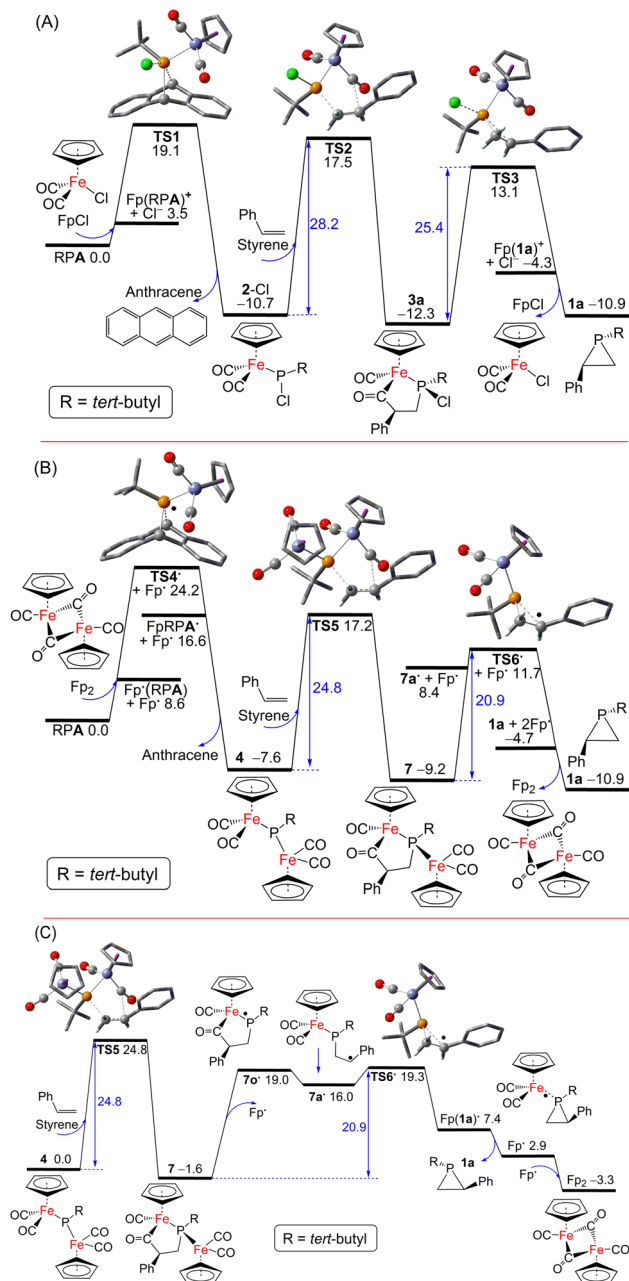 (A)
TS1
19.1
TS2
17.5
TS3
13.1
Fe
OC
OC
Cl
FpCl
Fp(RPA)⁺
+ Cl⁻ 3.5
RPA 0.0
Ph
Styrene
28.2
25.4
Fp(1a)⁺
+ Cl⁻ −4.3
Anthracene
2-Cl
−10.7
3a
−12.3
FpCl
1a −10.9
OC
OC
Fe
P
R
Cl
OC
Fe
O
P
R
Cl
Ph
OC
OC
Fe
Cl
P
R
Ph
R = tert-butyl
(B)
TS4•
+ Fp• 24.2
FpRPA•
+ Fp• 16.6
Fp•(RPA)
+ Fp• 8.6
OC
Fe
O
C
C
O
Fe
CO
Fp₂
RPA 0.0
Anthracene
TS5 17.2
Ph
Styrene
24.8
4 −7.6
7a• + Fp•
8.4
TS6•
+ Fp• 11.7
20.9
1a + 2Fp•
−4.7
P
R
Ph
7 −9.2
Fp₂
1a −10.9
OC
OC
Fe
P
R
Fe
CO
CO
OC
Fe
O
P
R
Ph
Fe
CO
CO
OC
Fe
C
O
Fe
CO
C
O
R = tert-butyl
(C)
TS5 24.8
Ph
Styrene
24.8
4 0.0
7 −1.6
OC
Fe
O
P
R
Ph
7o• 19.0
Fp•
OC
OC
Fe
P
R
Ph
7a• 16.0
TS6• 19.3
20.9
OC
OC
Fe
P
R
Ph
Fp(1a)• 7.4
1a
R
P
Ph
Fp• 2.9
Fp•
Fp₂ −3.3
OC
OC
Fe
P
R
Fe
CO
CO
OC
Fe
O
P
R
Ph
Fe
CO
CO
R = tert-butyl
OC
Fe
C
O
Fe
CO
C
O